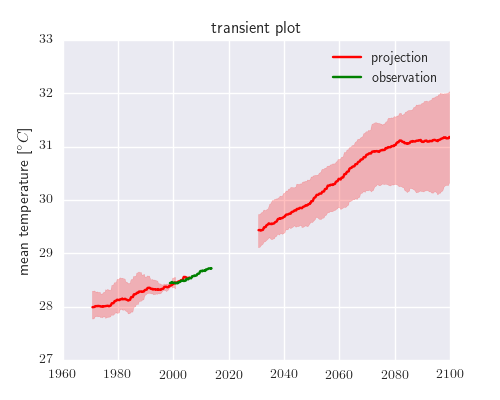 transient plot
projection
observation
mean temperature [°C]
33
32
31
30
29
28
27
1960 1980 2000 2020 2040 2060 2080 2100